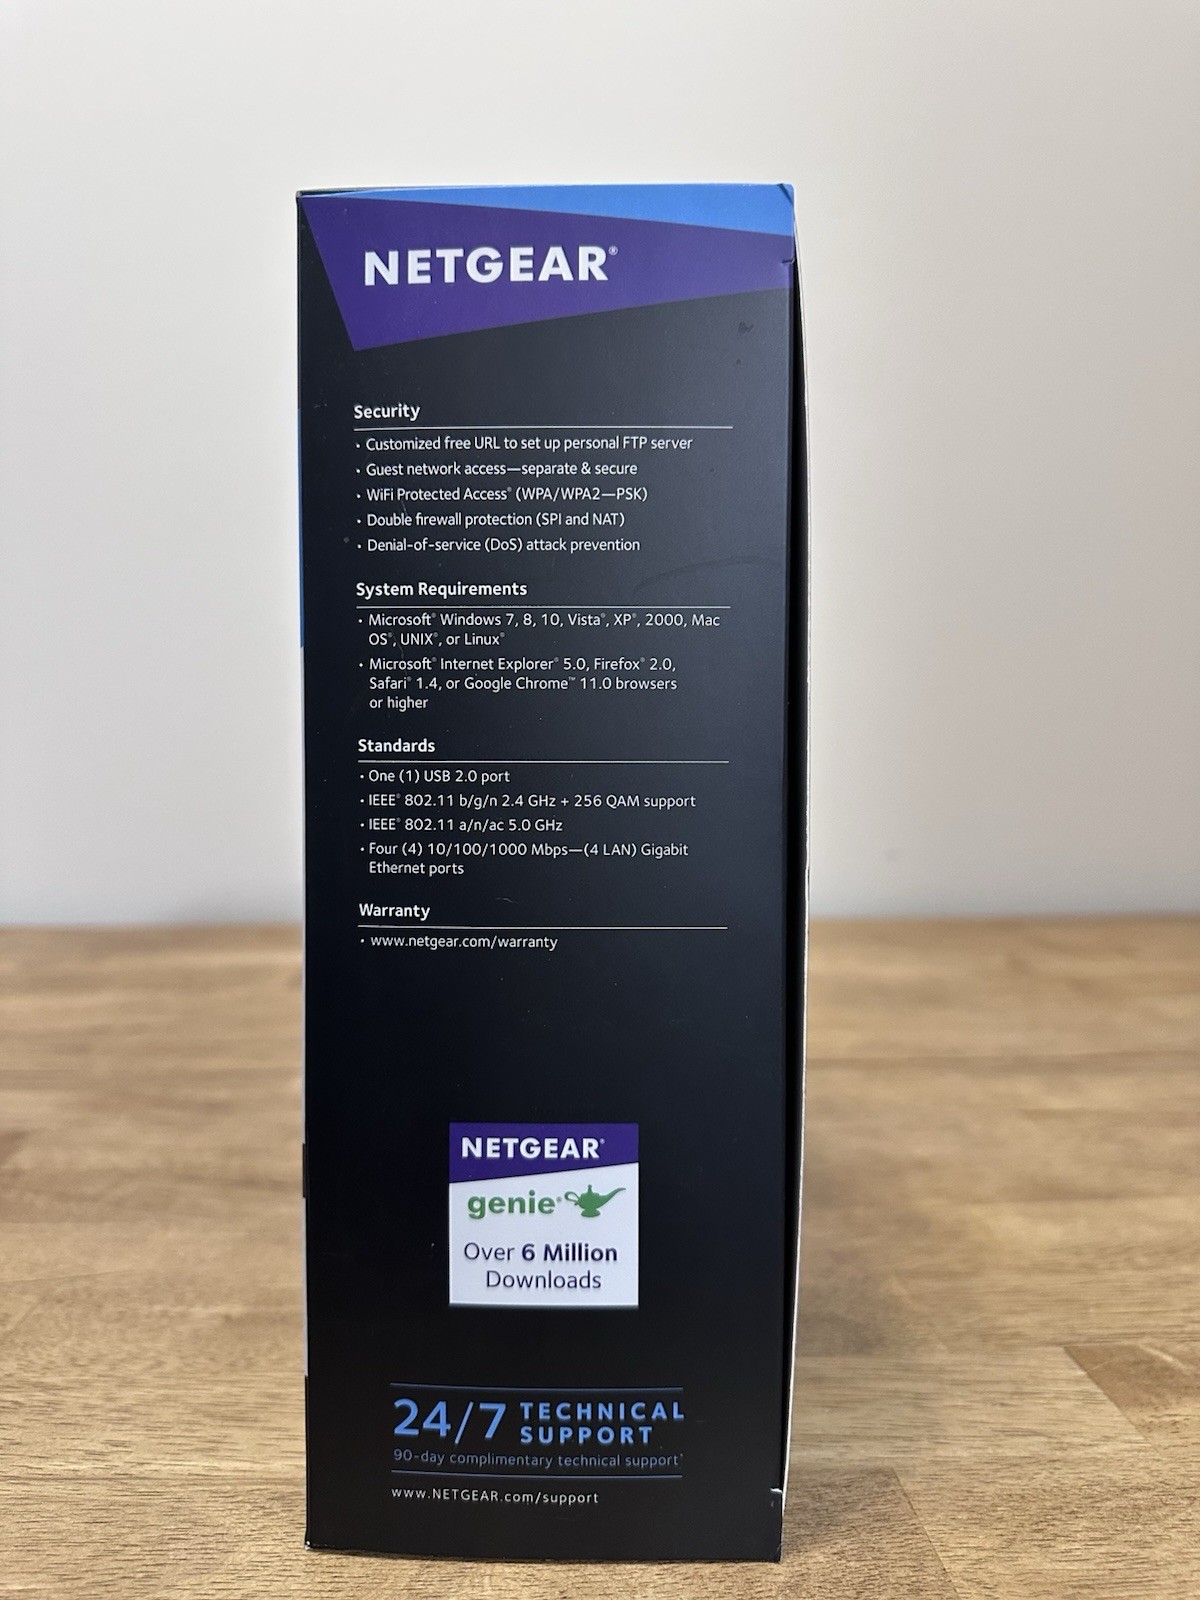 NETGEAR®
Security
• Customized free URL to set up personal FTP server
• Guest network access—separate & secure
• WiFi Protected Access® (WPA/WPA2—PSK)
• Double firewall protection (SPI and NAT)
• Denial-of-service (DoS) attack prevention
System Requirements
• Microsoft® Windows 7, 8, 10, Vista®, XP®, 2000, Mac
OS®, UNIX®, or Linux®
• Microsoft® Internet Explorer® 5.0, Firefox® 2.0,
Safari® 1.4, or Google Chrome™ 11.0 browsers
or higher
Standards
• One (1) USB 2.0 port
• IEEE® 802.11 b/g/n 2.4 GHz + 256 QAM support
• IEEE® 802.11 a/n/ac 5.0 GHz
• Four (4) 10/100/1000 Mbps—(4 LAN) Gigabit
Ethernet ports
Warranty
• www.netgear.com/warranty
NETGEAR®
genie®
Over 6 Million
Downloads
24/7 TECHNICAL
SUPPORT
90-day complimentary technical support*
www.NETGEAR.com/support